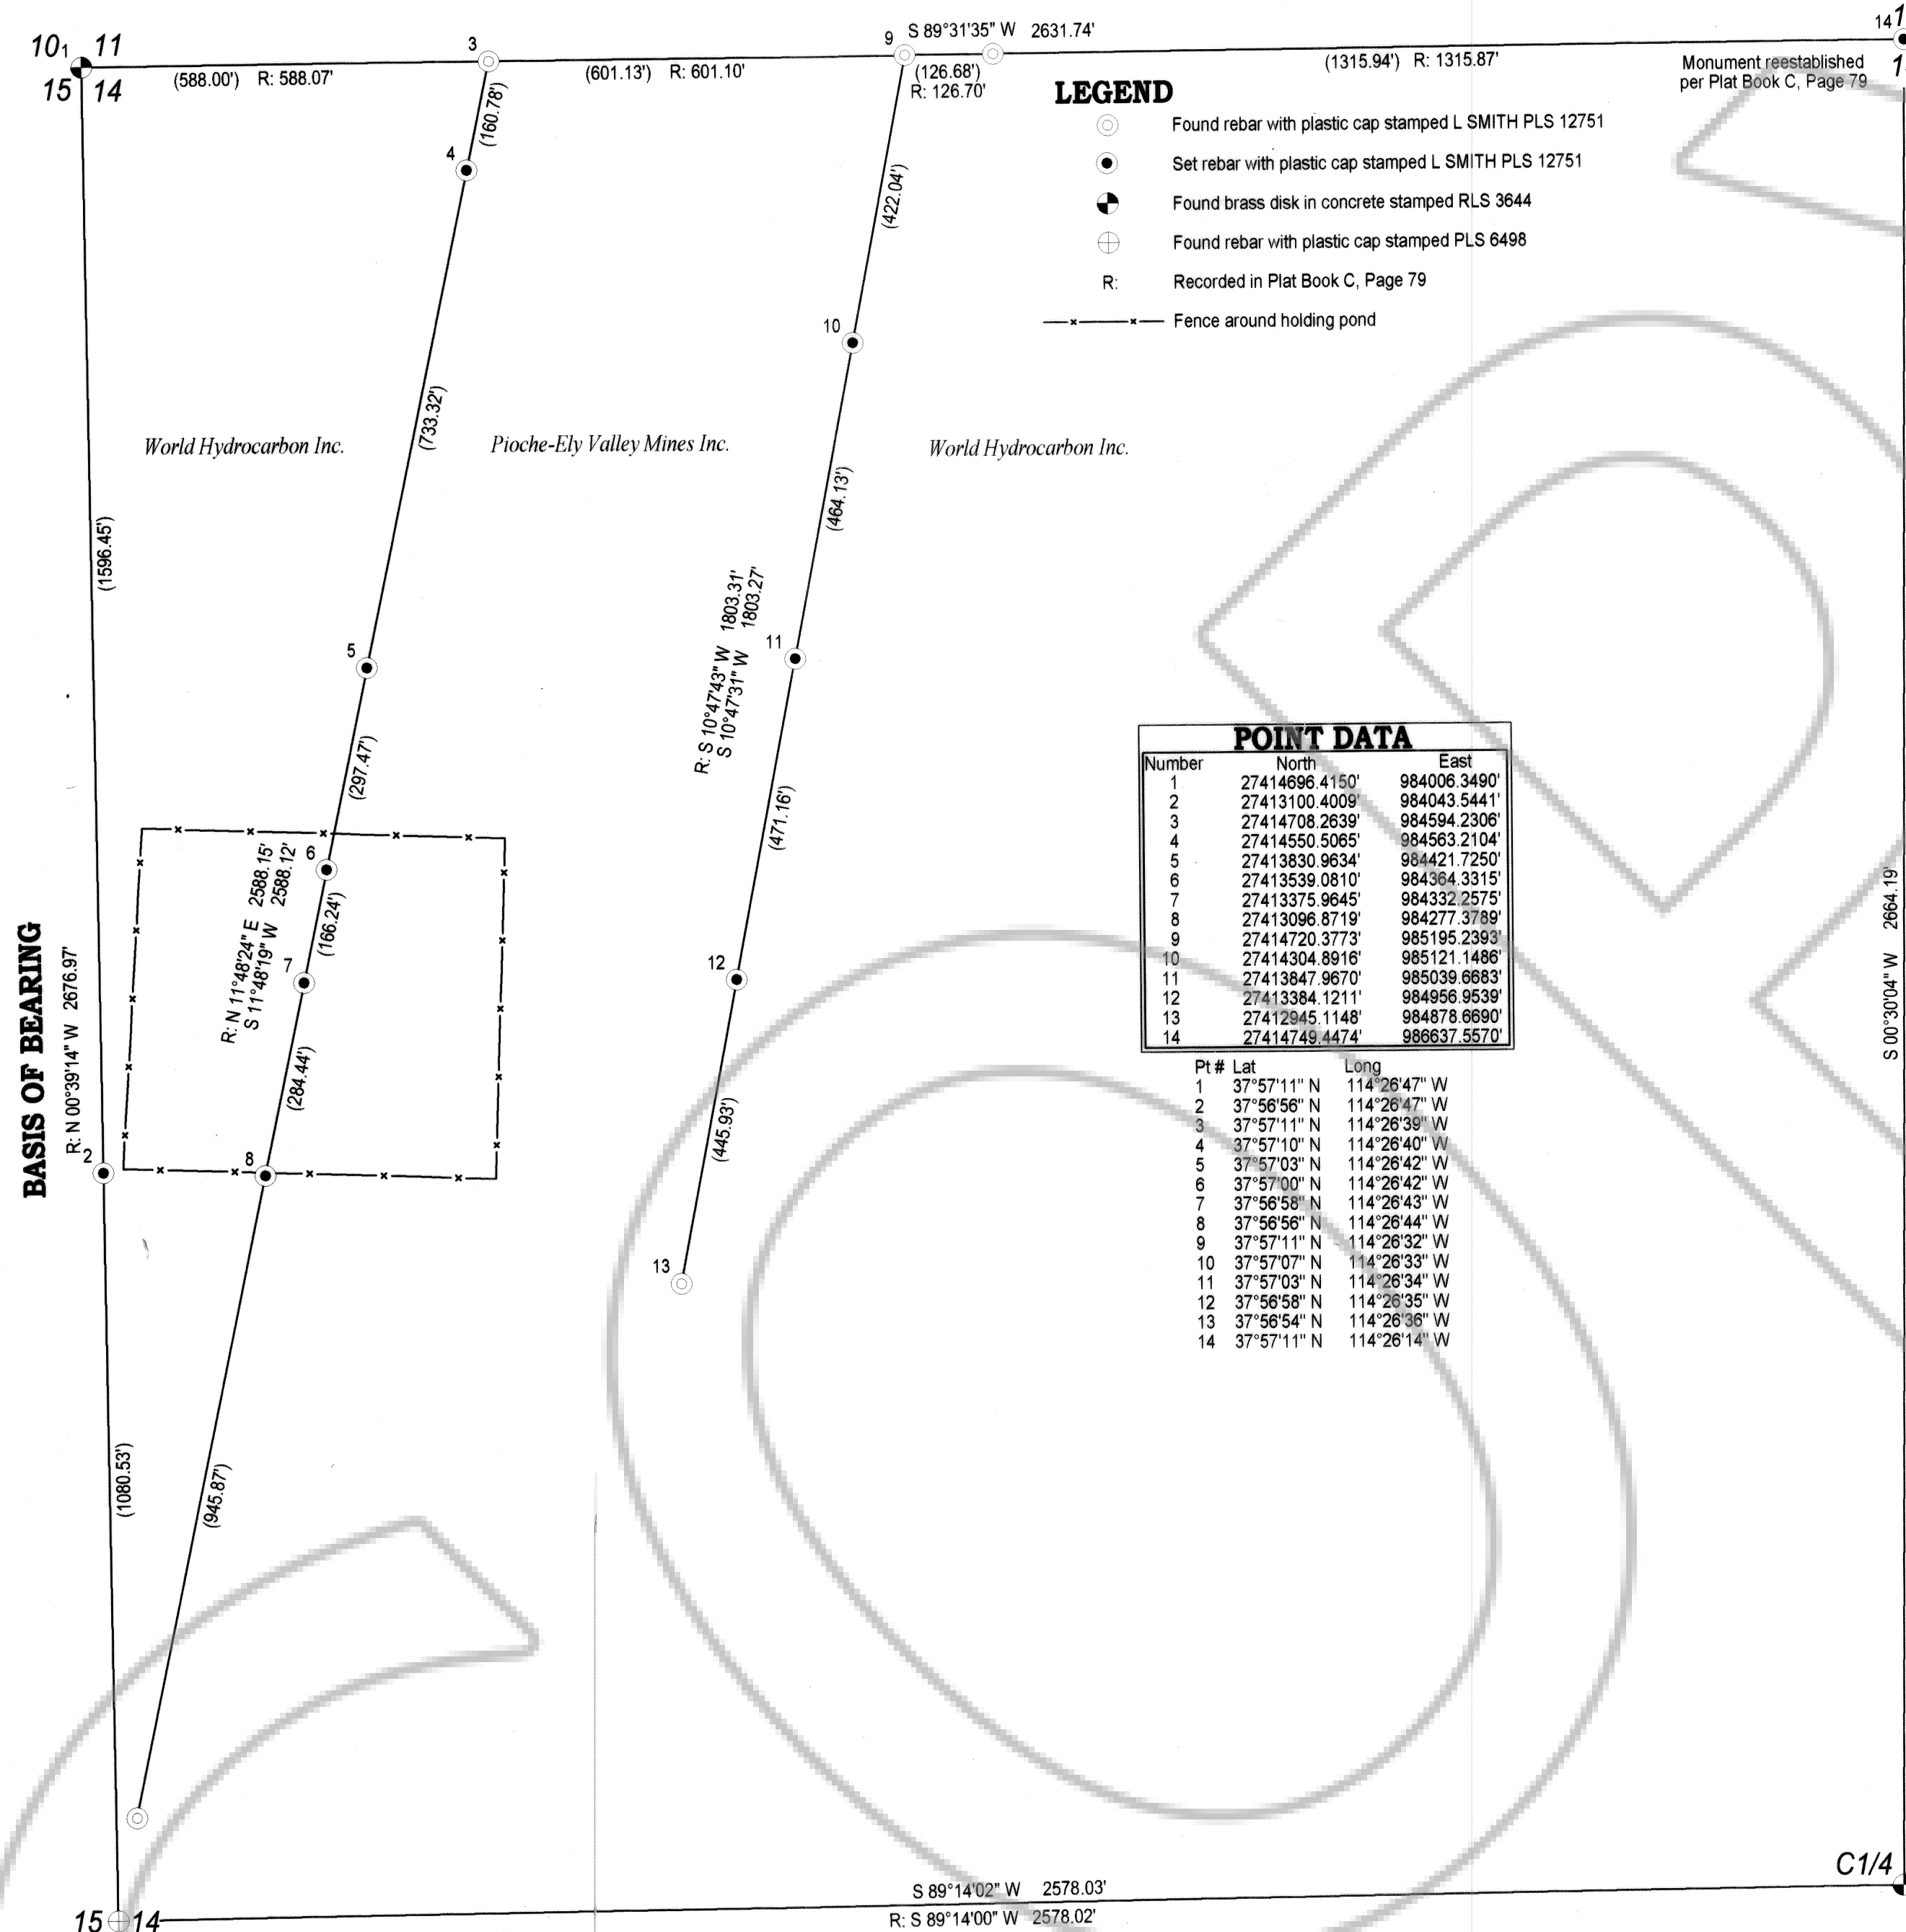 S 89°31'35" W 2631.74'
10 1 11
15 14
3
9
14 1
1
(588.00') R: 588.07'
(601.13') R: 601.10'
(126.68')
R: 126.70'
(1315.94') R: 1315.87'
Monument reestablished
per Plat Book C, Page 79
LEGEND
Found rebar with plastic cap stamped L SMITH PLS 12751
Set rebar with plastic cap stamped L SMITH PLS 12751
Found brass disk in concrete stamped RLS 3644
Found rebar with plastic cap stamped PLS 6498
R: Recorded in Plat Book C, Page 79
Fence around holding pond
(160.78')
4
(422.04')
10
(733.32')
World Hydrocarbon Inc.
Pioche-Ely Valley Mines Inc.
World Hydrocarbon Inc.
(464.13')
(1596.45')
R: S 10°47'43" W 1803.31'
S 10°47'31" W 1803.27'
11
5
(297.47')
(471.16')
6
R: N 11°48'24" E 2588.15'
S 11°48'19" W 2588.12'
(166.24')
7
12
(284.44')
BASIS OF BEARING
R: N 00°39'14" W 2676.97'
2
8
(445.93')
13
POINT DATA
Number North East
1 27414696.4150' 984006.3490'
2 27413100.4009' 984043.5441'
3 27414708.2639' 984594.2306'
4 27414550.5065' 984563.2104'
5 27413830.9634' 984421.7250'
6 27413539.0810' 984364.3315'
7 27413375.9645' 984332.2575'
8 27413096.8719' 984277.3789'
9 27414720.3773' 985195.2393'
10 27414304.8916' 985121.1486'
11 27413847.9670' 985039.6683'
12 27413384.1211' 984956.9539'
13 27412945.1148' 984878.6690'
14 27414749.4474' 986637.5570'
Pt # Lat Long
1 37°57'11" N 114°26'47" W
2 37°56'56" N 114°26'47" W
3 37°57'11" N 114°26'39" W
4 37°57'10" N 114°26'40" W
5 37°57'03" N 114°26'42" W
6 37°57'00" N 114°26'42" W
7 37°56'58" N 114°26'43" W
8 37°56'56" N 114°26'44" W
9 37°57'11" N 114°26'32" W
10 37°57'07" N 114°26'33" W
11 37°57'03" N 114°26'34" W
12 37°56'58" N 114°26'35" W
13 37°56'54" N 114°26'36" W
14 37°57'11" N 114°26'14" W
S 00°30'04" W 2664.19'
(1080.53')
(945.87')
C1/4
S 89°14'02" W 2578.03'
R: S 89°14'00" W 2578.02'
15 14